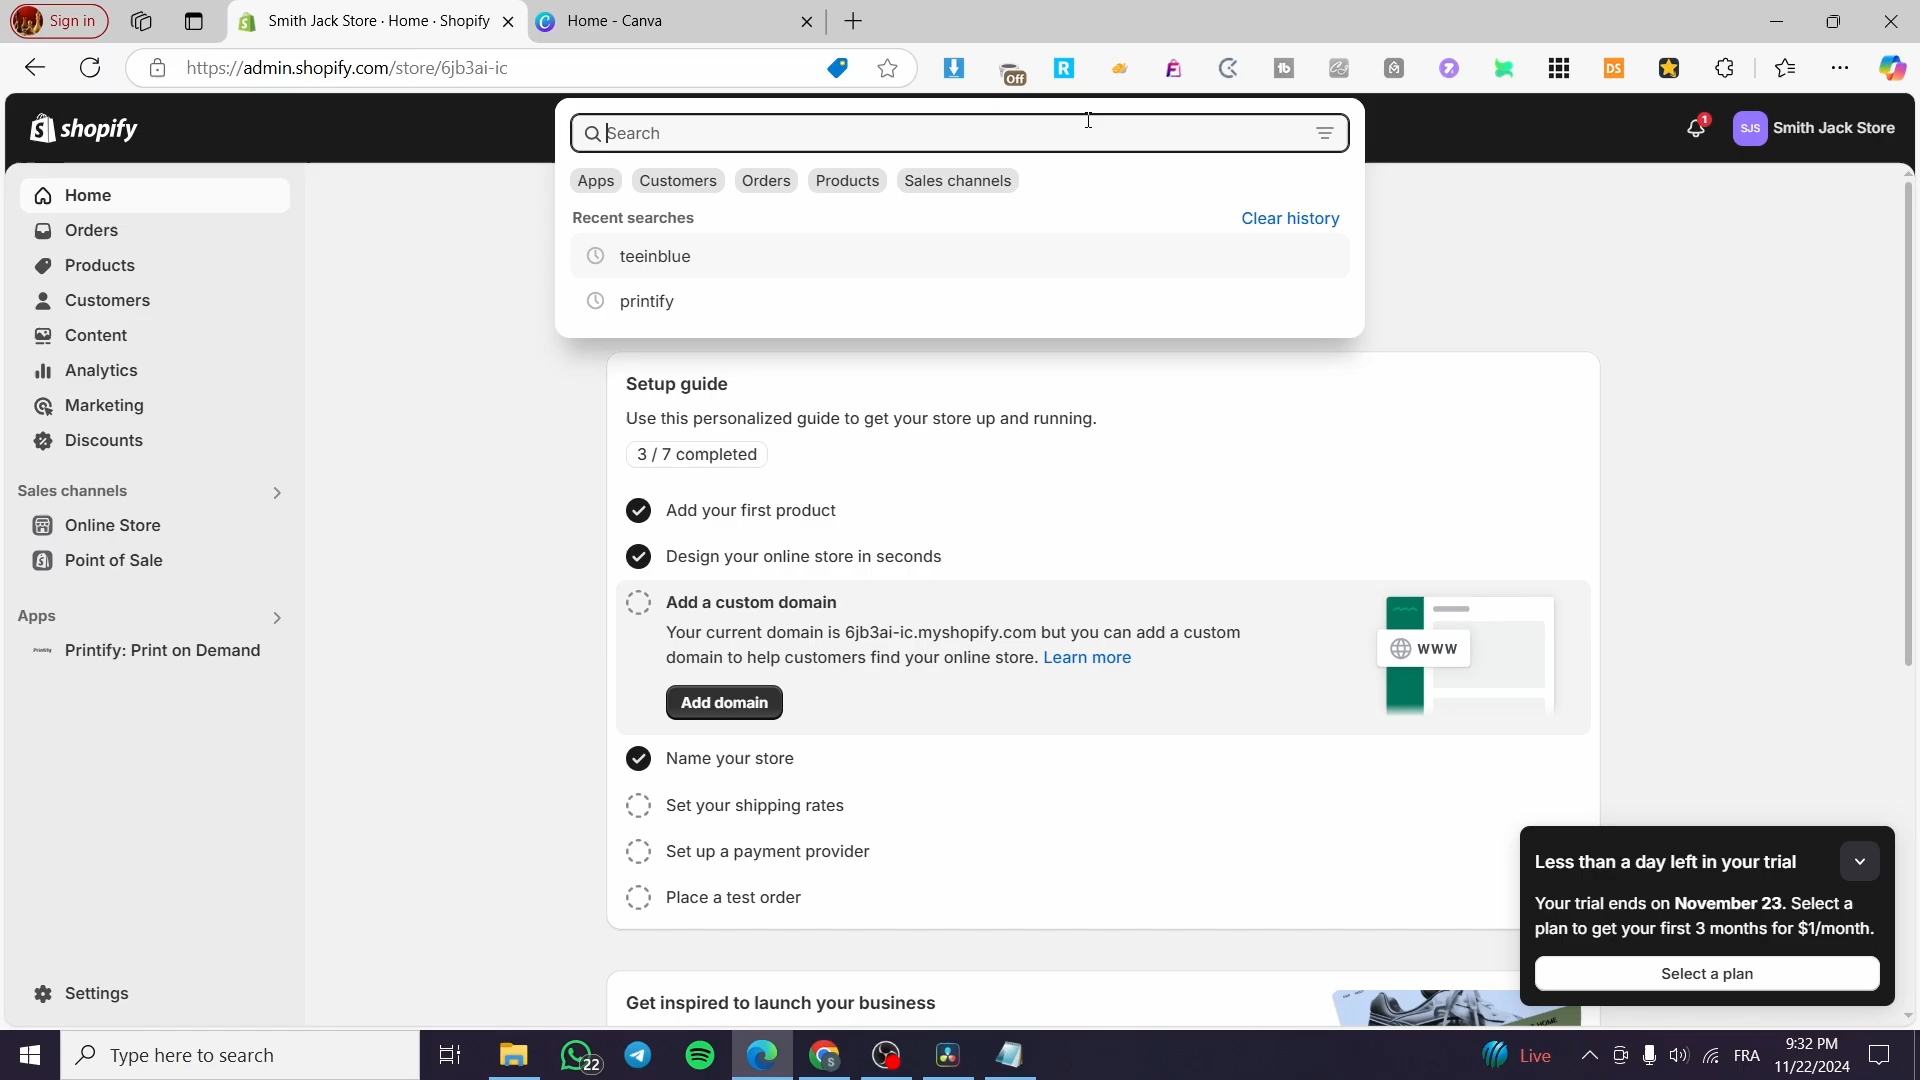 Sign in
Smith Jack Store · Home · Shopify
Home - Canva
https://admin.shopify.com/store/6jb3ai-ic
Off
DS
shopify
Search
1
SJS
Smith Jack Store
Apps
Customers
Orders
Products
Sales channels
Recent searches
Clear history
teeinblue
printify
Home
Orders
Products
Customers
Content
Analytics
Marketing
Discounts
Sales channels
Online Store
Point of Sale
Apps
Printify
Printify: Print on Demand
Settings
Setup guide
Use this personalized guide to get your store up and running.
3 / 7 completed
Add your first product
Design your online store in seconds
Add a custom domain
Your current domain is 6jb3ai-ic.myshopify.com but you can add a custom
domain to help customers find your online store. Learn more
WWW
Add domain
Name your store
Set your shipping rates
Set up a payment provider
Place a test order
Get inspired to launch your business
Less than a day left in your trial
Your trial ends on November 23. Select a
plan to get your first 3 months for $1/month.
Select a plan
Type here to search
22
Live
FRA
9:32 PM
11/22/2024